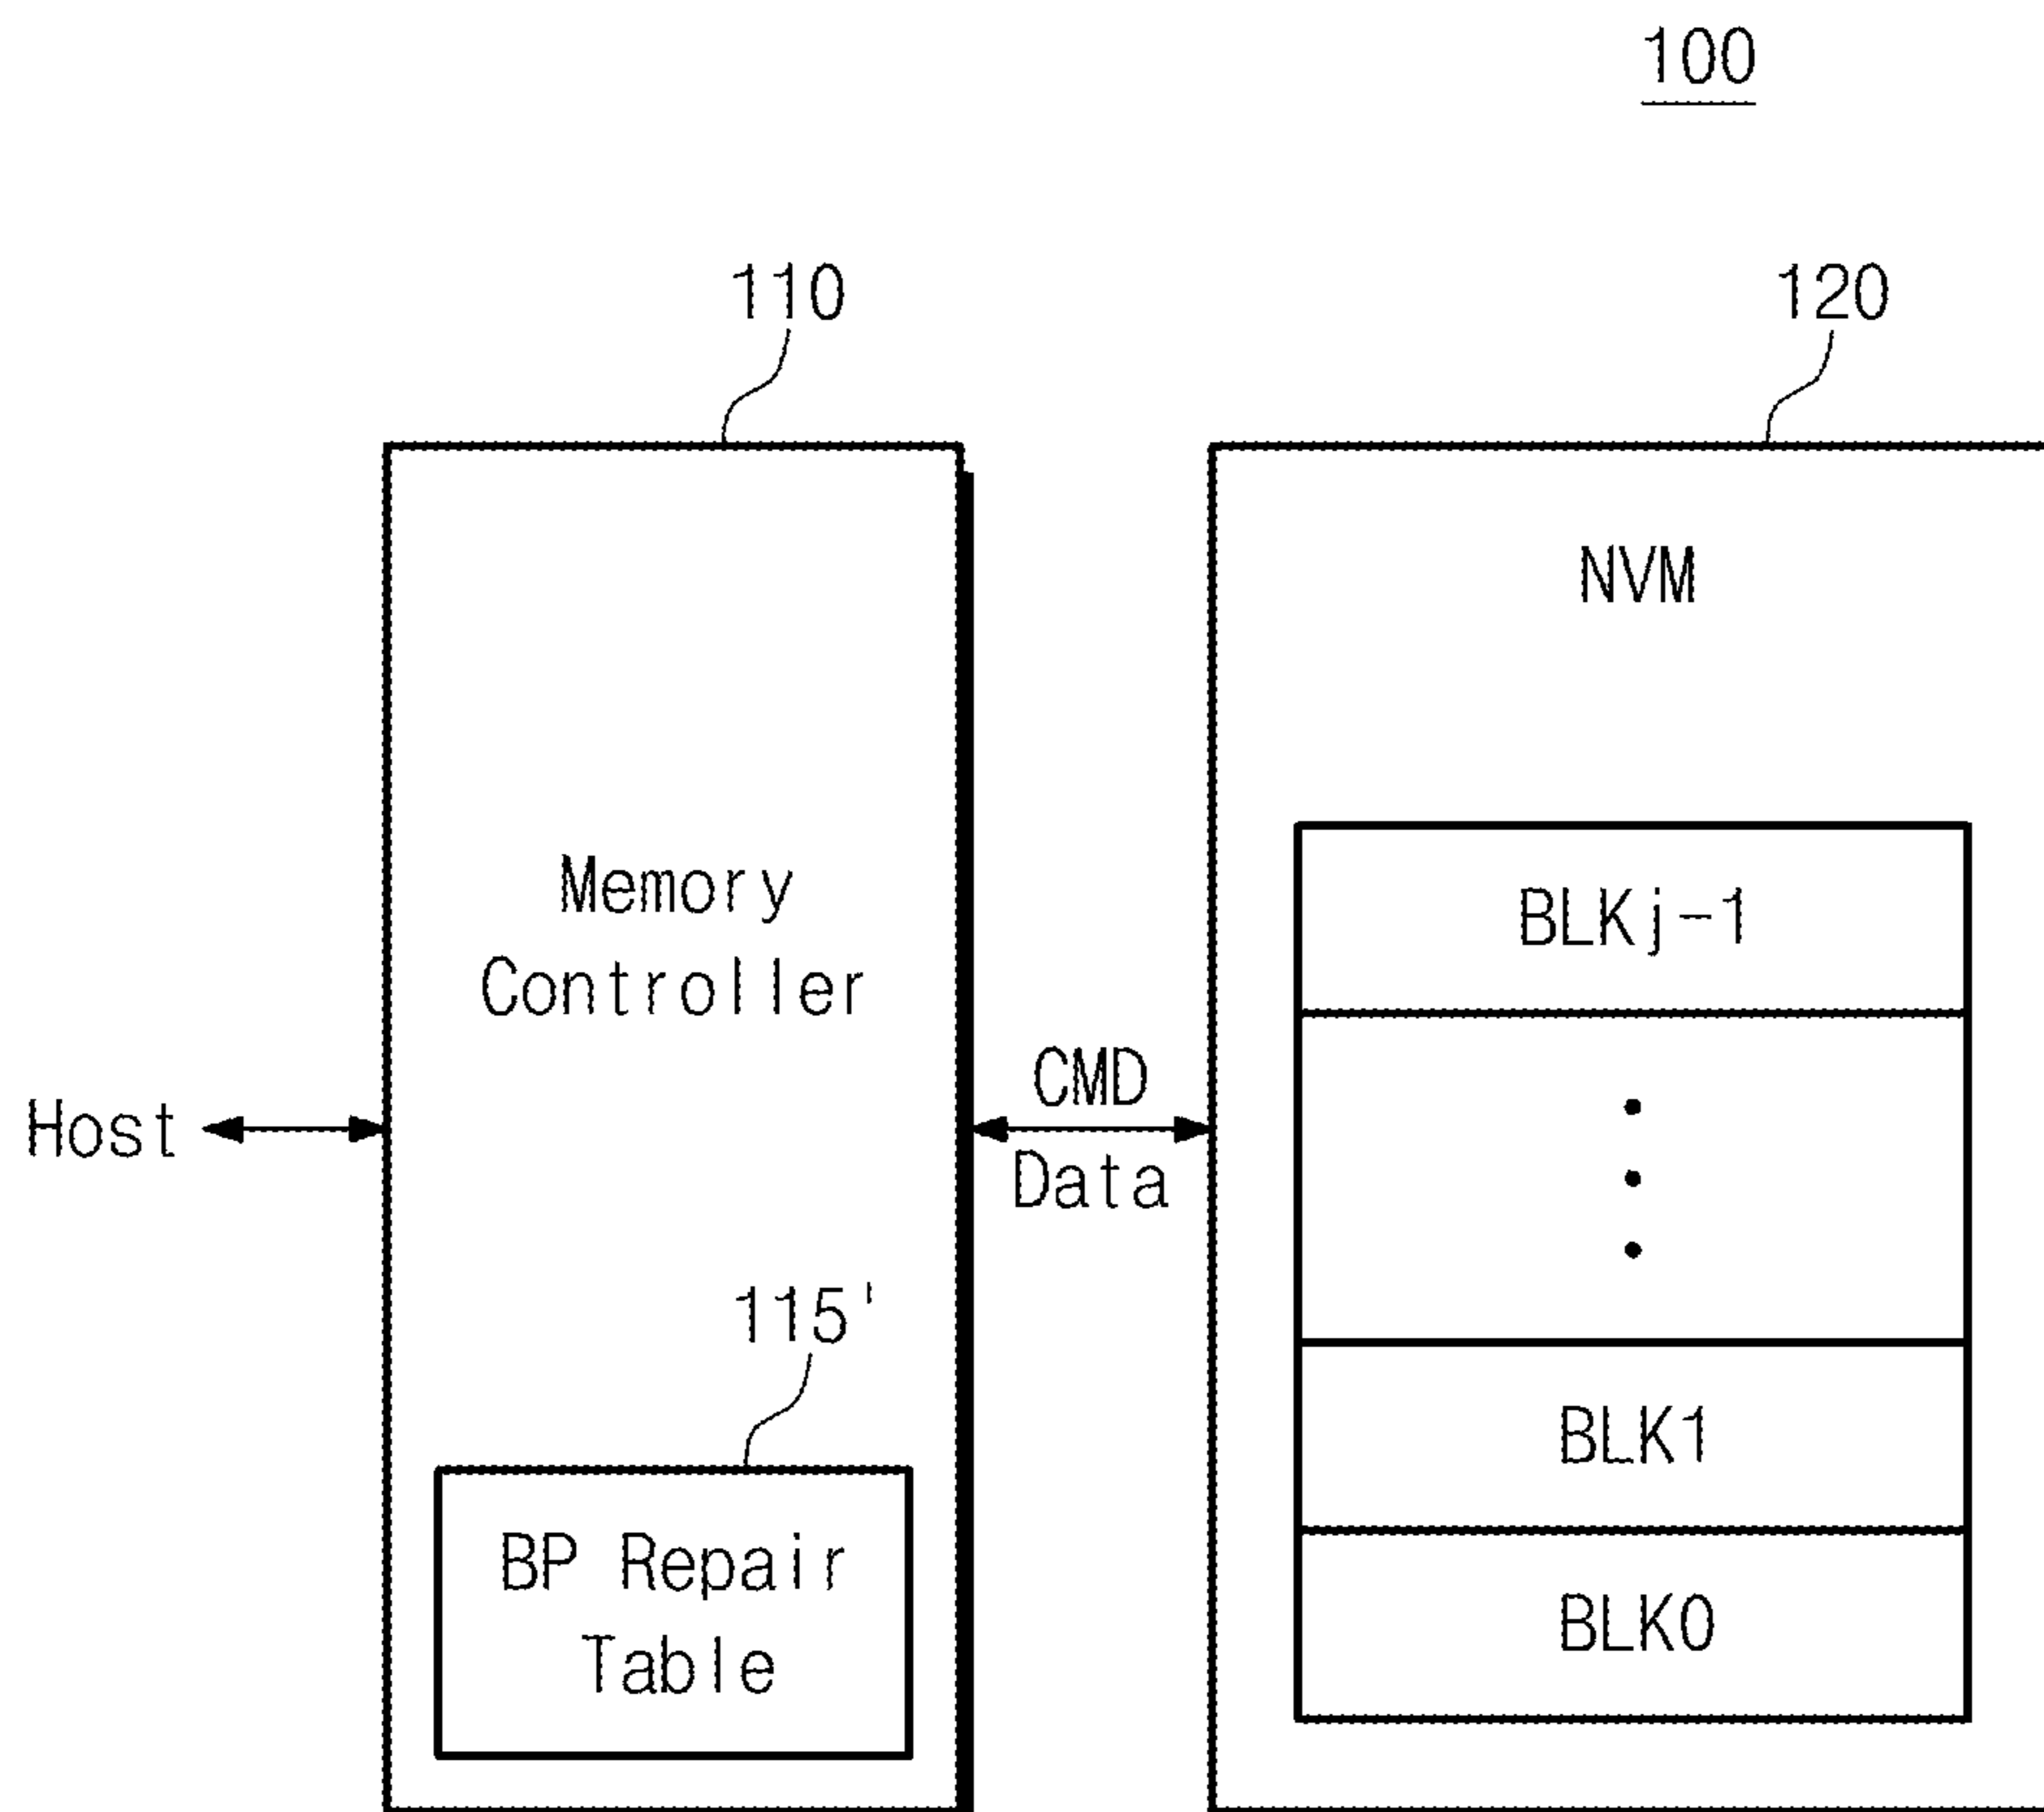 100
110
120
NVM
Memory
Controller
BLKj-1
Host
CMD
Data
115'
BLK1
BP Repair
Table
BLK0